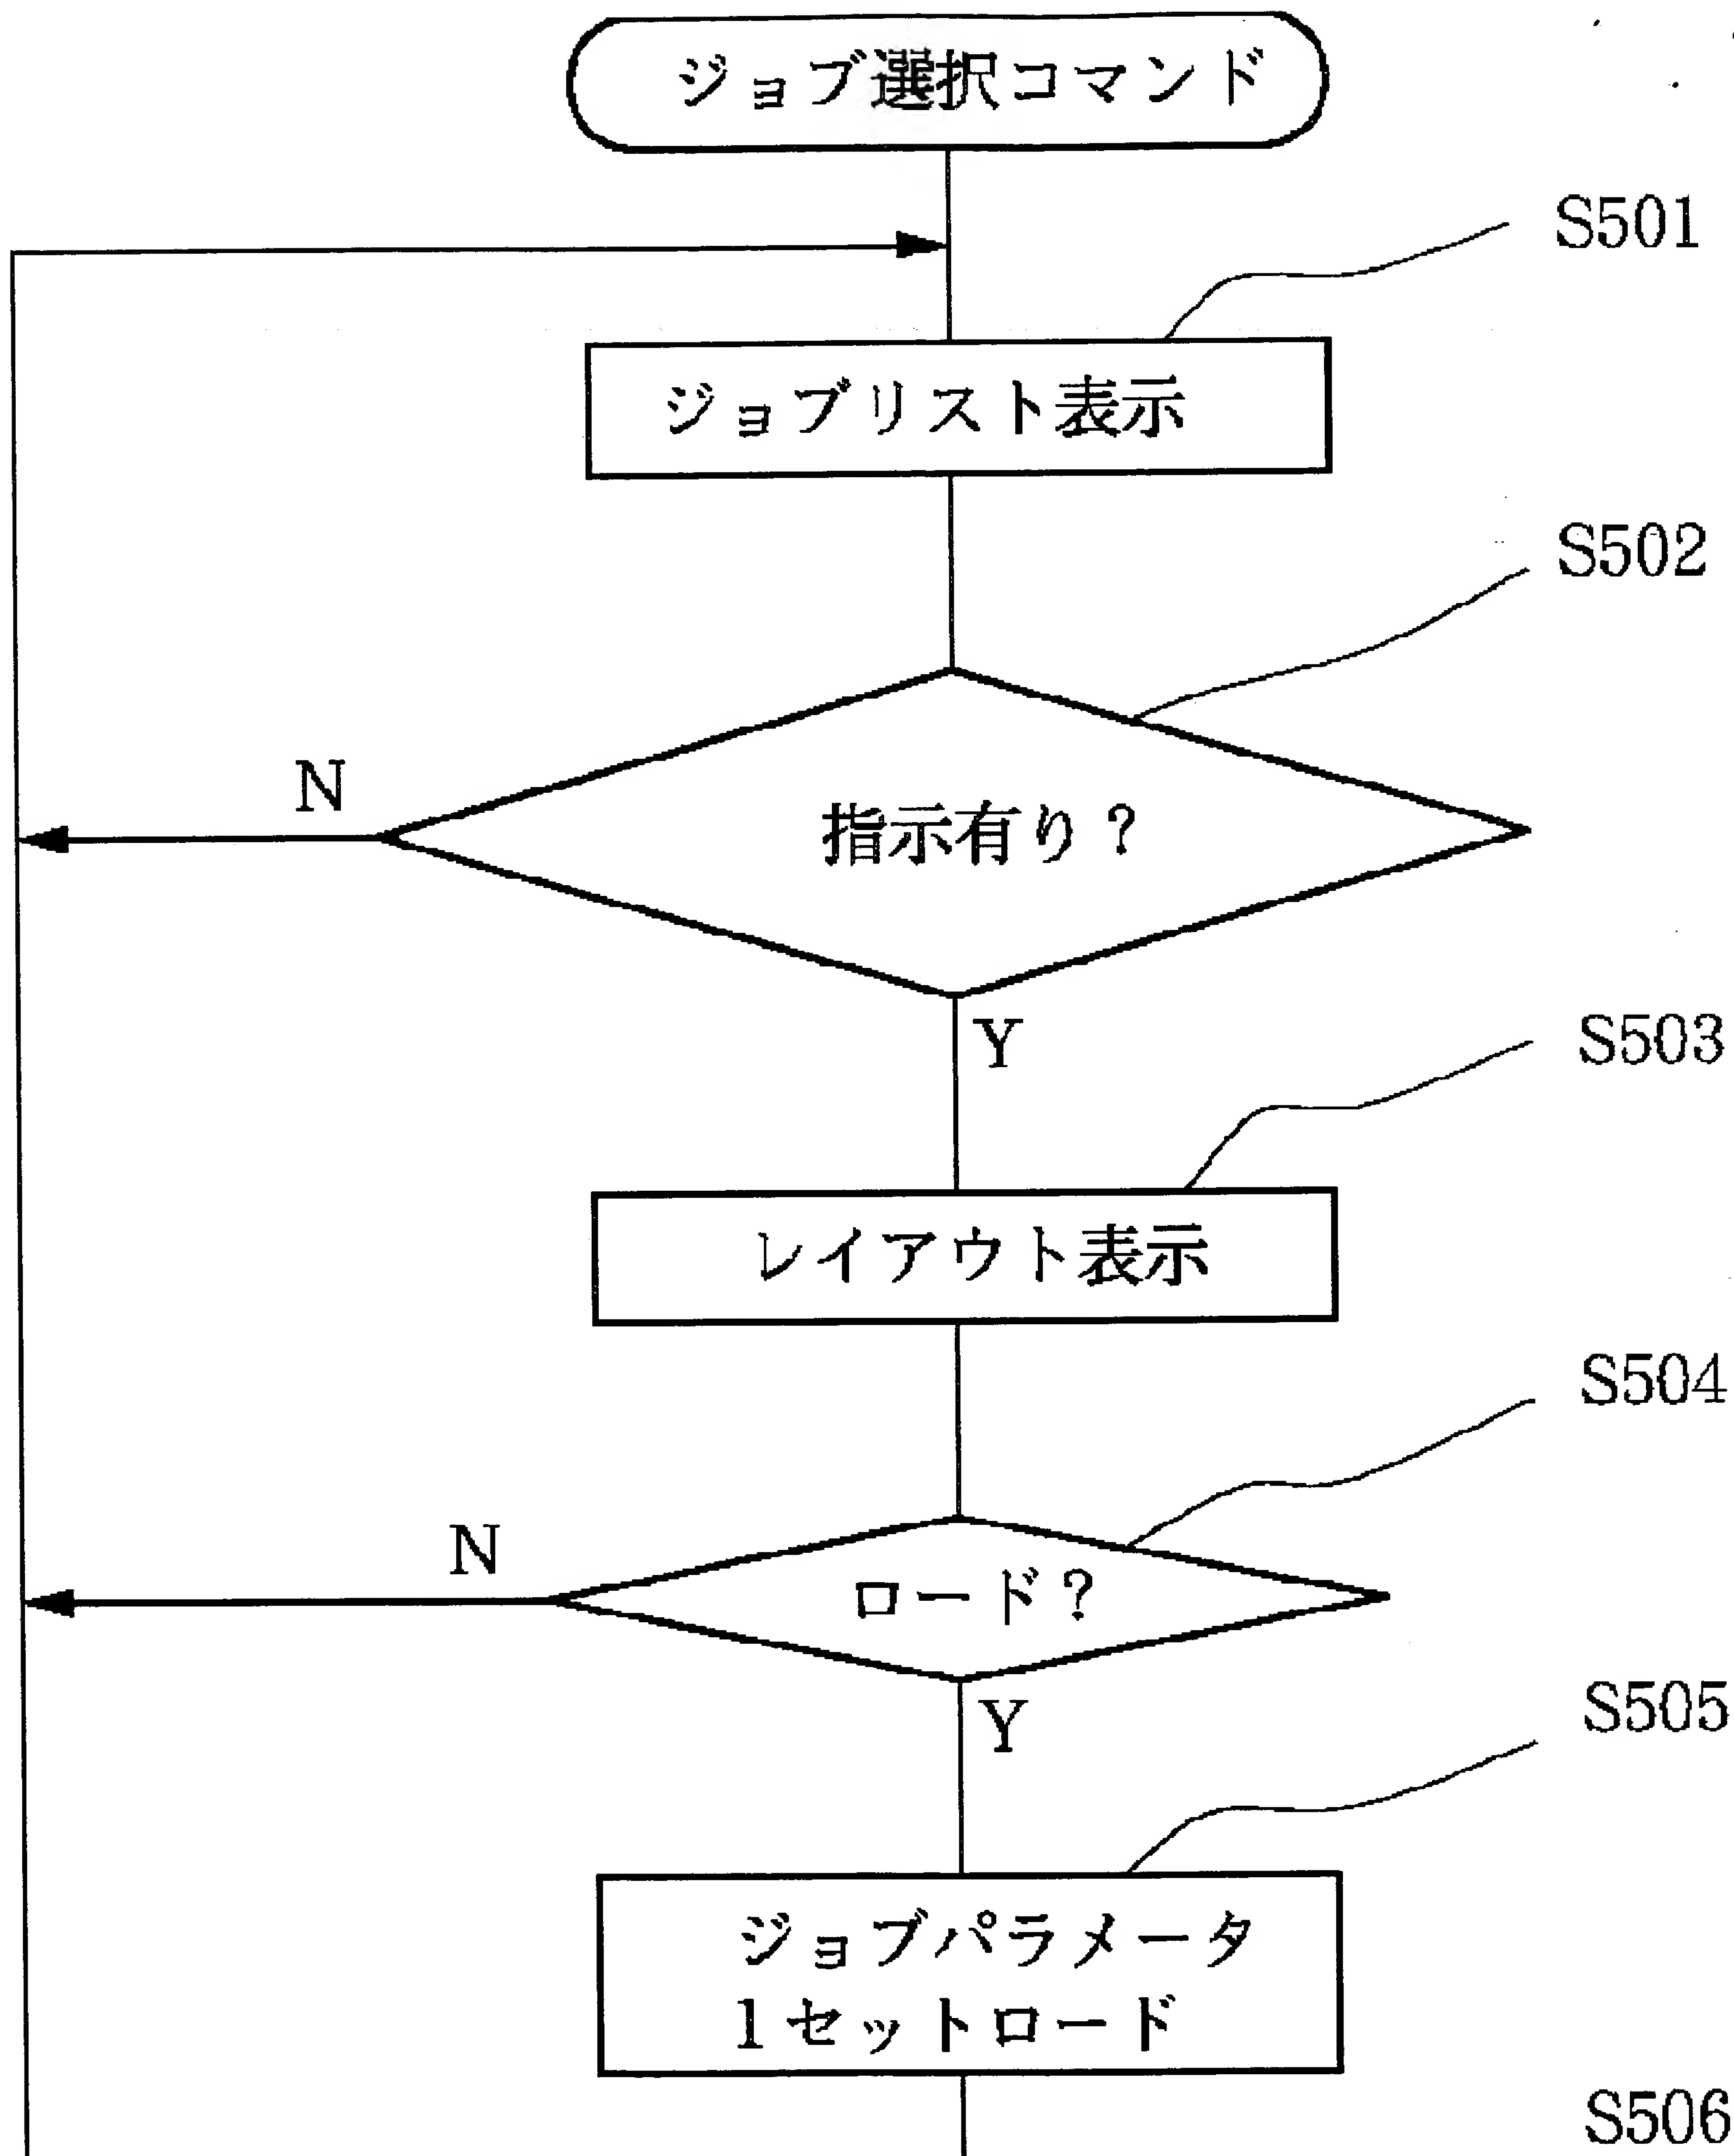 ジョブ選択コマンド
S501
ジョブリスト表示
S502
N
指示有り？
Y
S503
レイアウト表示
S504
N
ロード？
Y
S505
ジョブパラメータ
1セットロード
S506